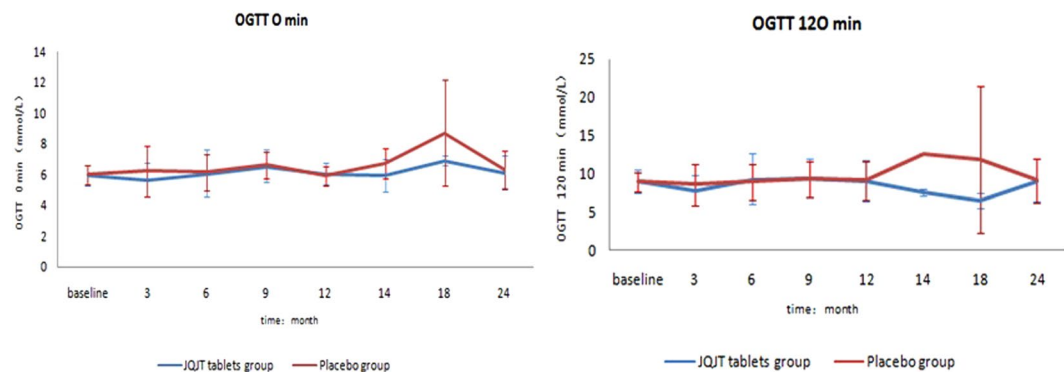 OGTT 0 min
OGTT 0 min (mmol/L)
14
12
10
8
6
4
2
0
baseline 3 6 9 12 14 18 24
time: month
JQJT tablets group Placebo group
OGTT 120 min
OGTT 120 min (mmol/L)
25
20
15
10
5
0
baseline 3 6 9 12 14 18 24
time: month
JQJT tablets group Placebo group